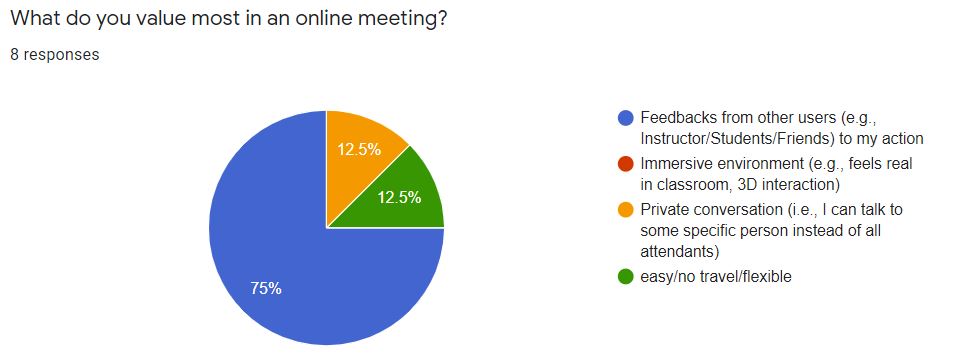 What do you value most in an online meeting?
8 responses
12.5%
12.5%
75%
Feedbacks from other users (e.g.,
Instructor/Students/Friends) to my action
Immersive environment (e.g., feels real
in classroom, 3D interaction)
Private conversation (i.e., I can talk to
some specific person instead of all
attendants)
easy/no travel/flexible